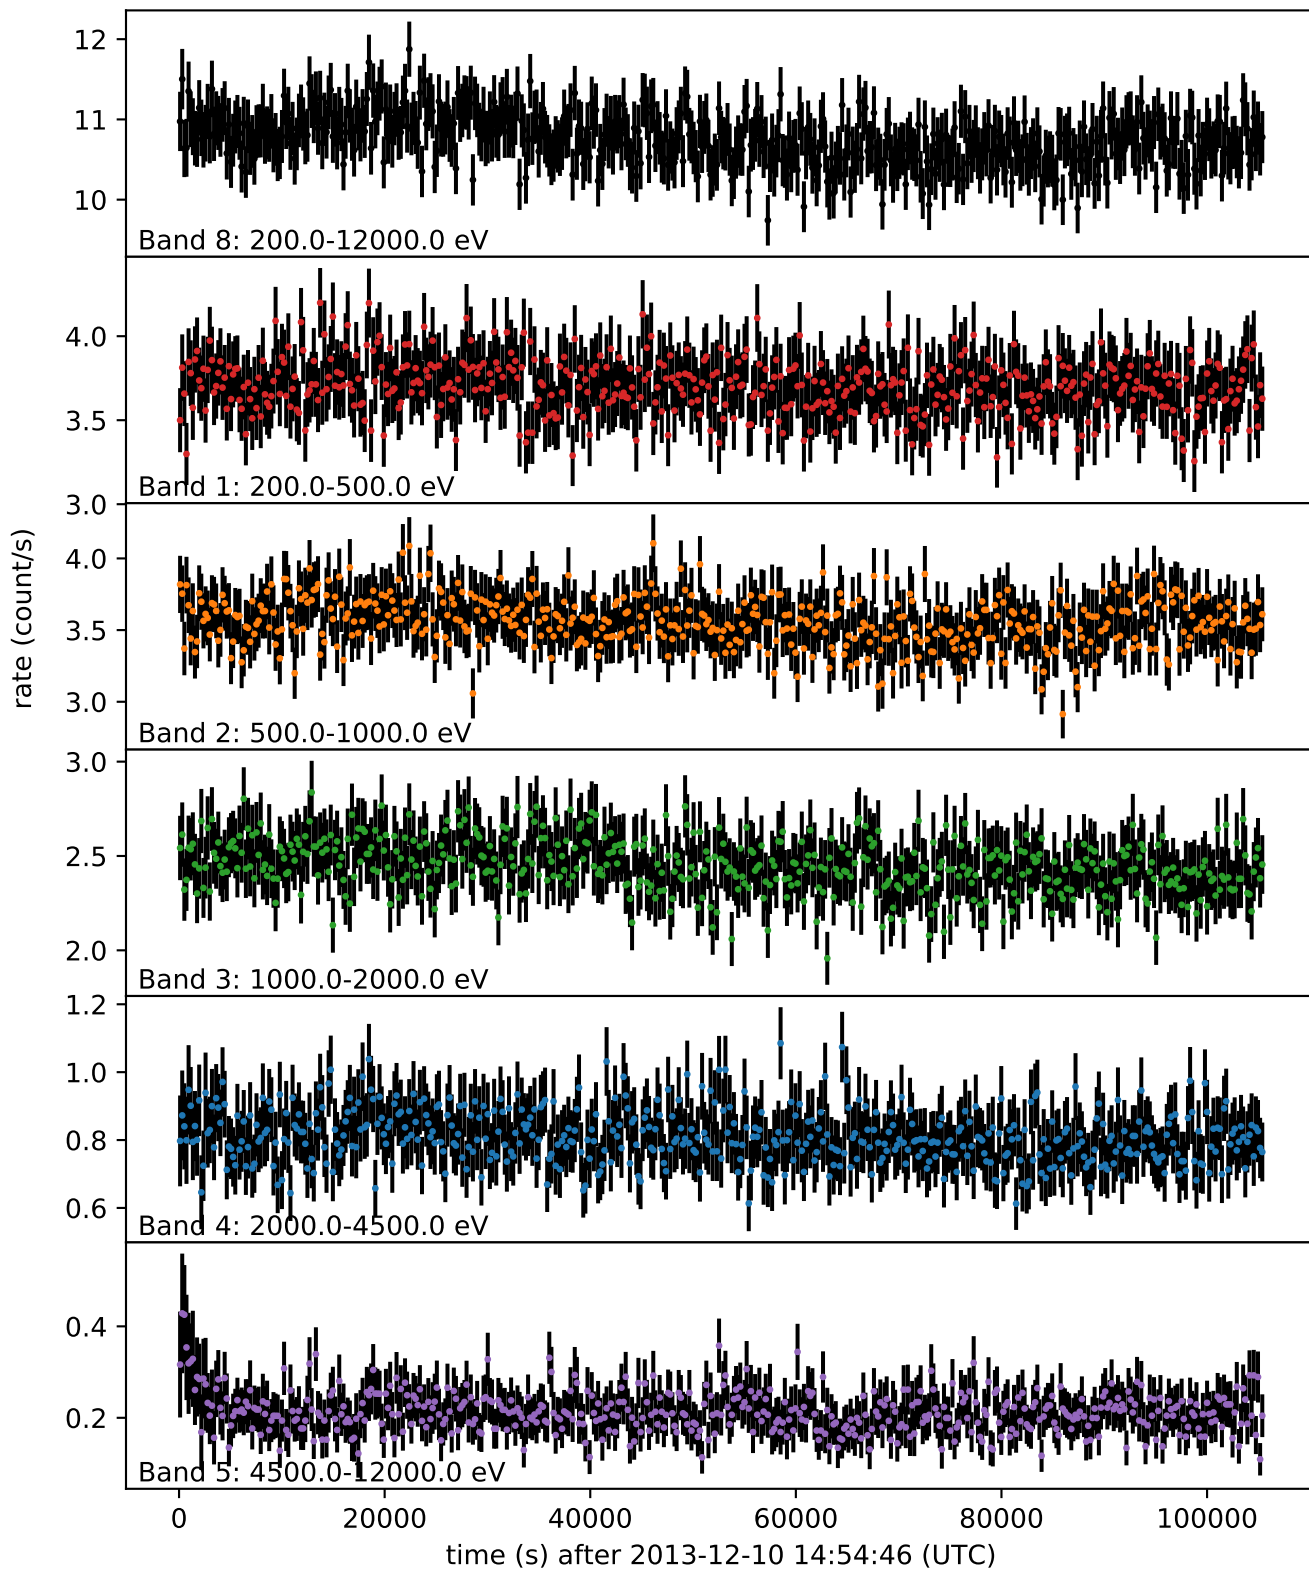 12
11
10
Band 8: 200.0-12000.0 eV
4.0
3.5
3.0
Band 1: 200.0-500.0 eV
rate (count/s)
4.0
3.5
3.0
Band 2: 500.0-1000.0 eV
3.0
2.5
2.0
Band 3: 1000.0-2000.0 eV
1.2
1.0
0.8
0.6
Band 4: 2000.0-4500.0 eV
0.4
0.2
Band 5: 4500.0-12000.0 eV
0 20000 40000 60000 80000 100000
time (s) after 2013-12-10 14:54:46 (UTC)